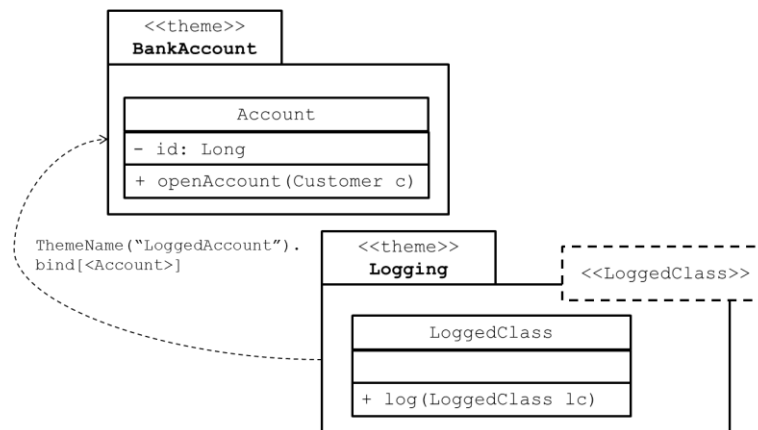 <<theme>>
BankAccount
Account
- id: Long
+ openAccount(Customer c)
ThemeName(“LoggedAccount”).
bind[<Account>]
<<theme>>
Logging
<<LoggedClass>>
LoggedClass
+ log(LoggedClass lc)